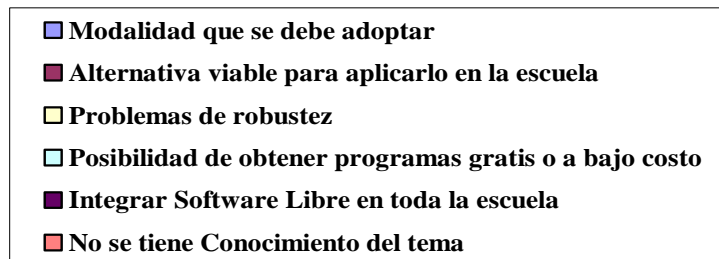 Modalidad que se debe adoptar
Alternativa viable para aplicarlo en la escuela
Problemas de robustez
Posibilidad de obtener programas gratis o a bajo costo
Integrar Software Libre en toda la escuela
No se tiene Conocimiento del tema